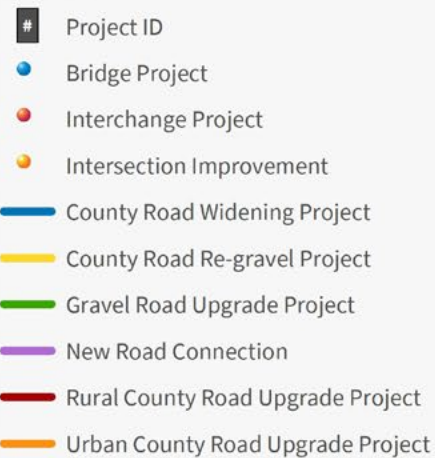 # Project ID
Bridge Project
Interchange Project
Intersection Improvement
County Road Widening Project
County Road Re-gravel Project
Gravel Road Upgrade Project
New Road Connection
Rural County Road Upgrade Project
Urban County Road Upgrade Project